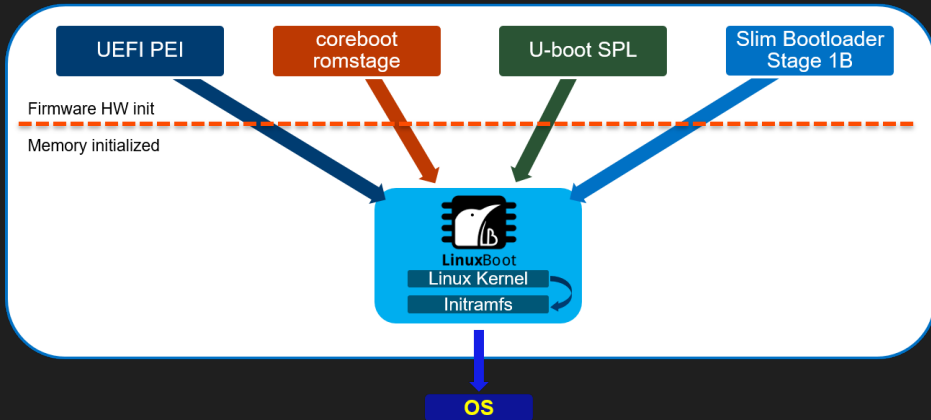 UEFI PEI
coreboot
romstage
U-boot SPL
Slim Bootloader
Stage 1B
Firmware HW init
Memory initialized
LB
LinuxBoot
Linux Kernel
Initramfs
OS